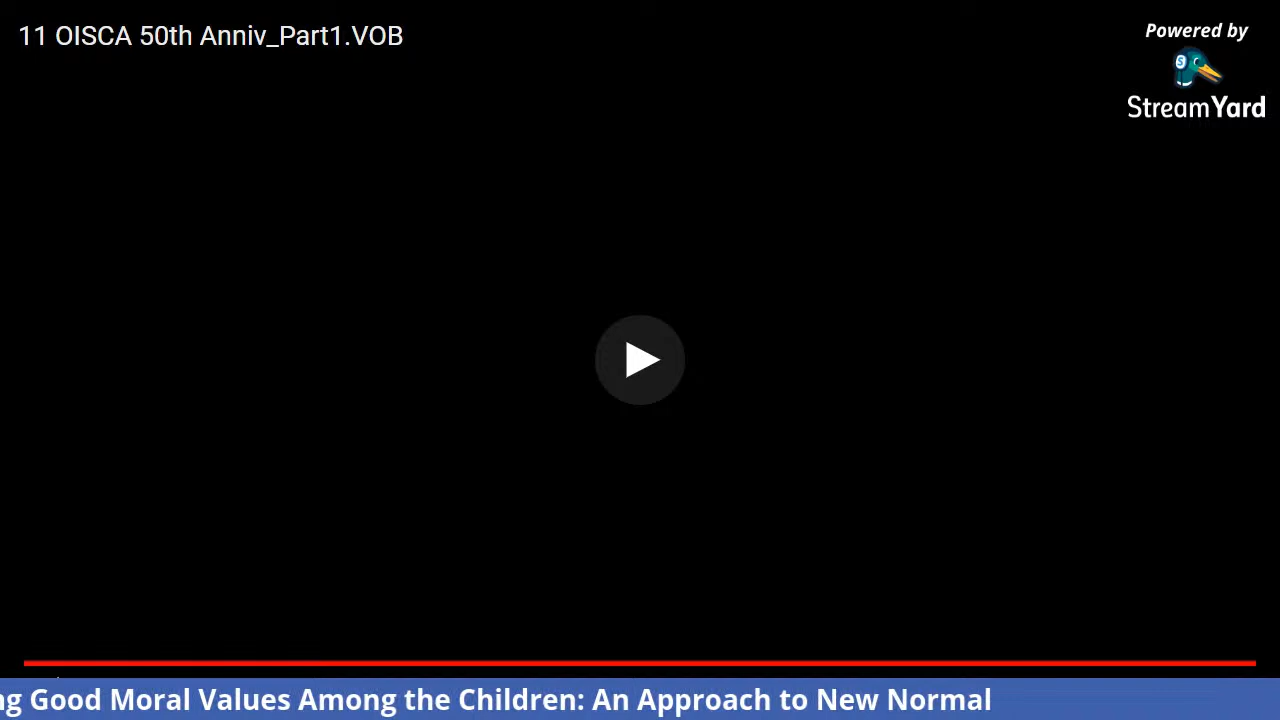 11 OISCA 50th Anniv_Part1.VOB
Powered by
S
StreamYard
ng Good Moral Values Among the Children: An Approach to New Normal